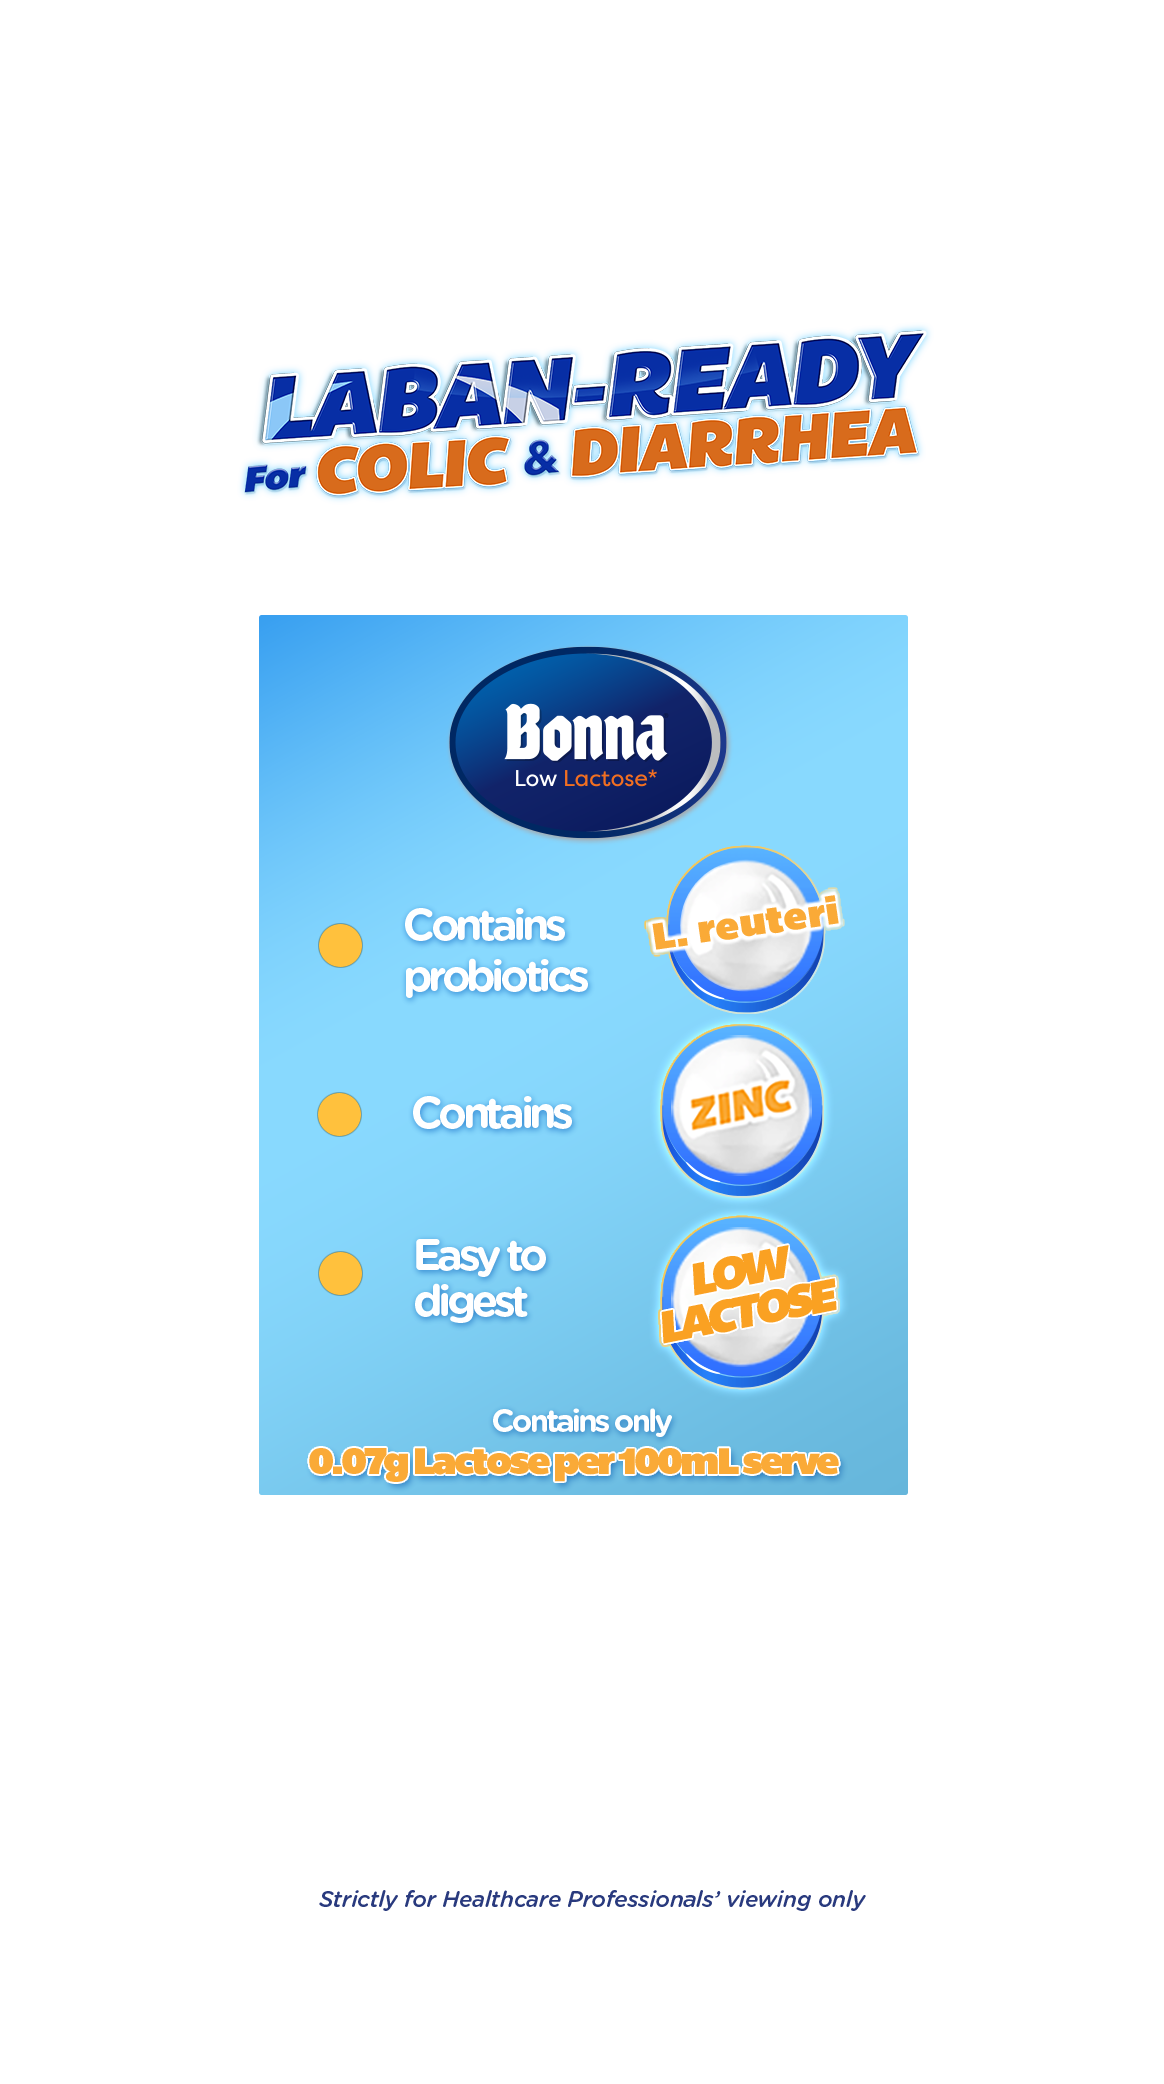 LABAN-READY
For COLIC & DIARRHEA
Bonna
Low Lactose*
Contains
probiotics
L. reuteri
Contains
ZINC
Easy to
digest
LOW
LACTOSE
Contains only
0.07g Lactose per 100mL serve
Strictly for Healthcare Professionals’ viewing only